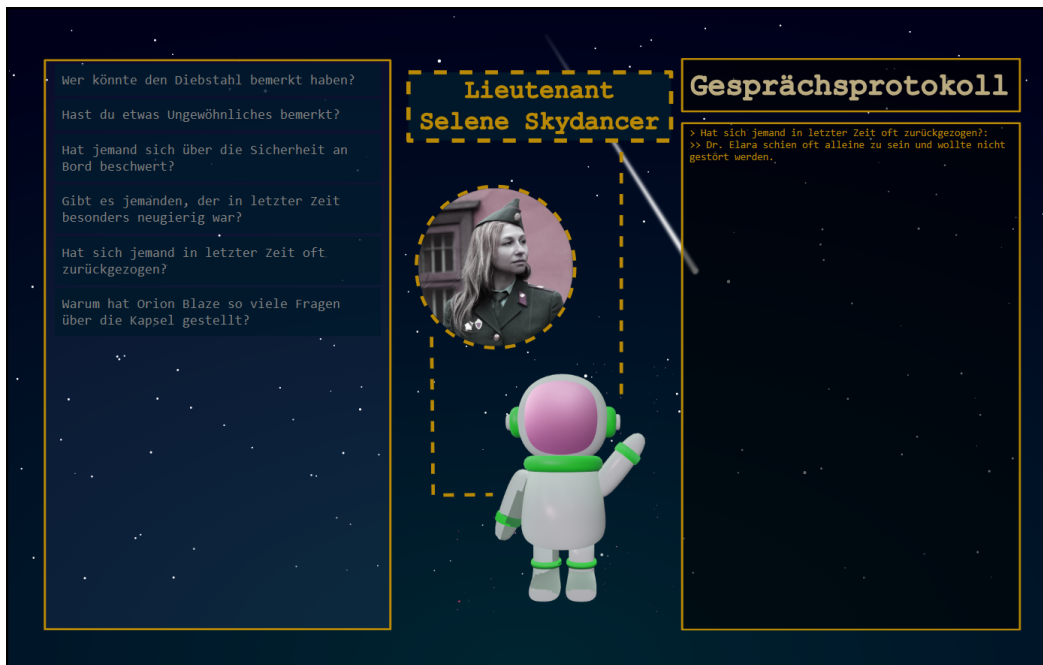 Wer könnte den Diebstahl bemerkt haben?
Hast du etwas Ungewöhnliches bemerkt?
Hat jemand sich über die Sicherheit an
Bord beschwert?
Gibt es jemanden, der in letzter Zeit
besonders neugierig war?
Hat sich jemand in letzter Zeit oft
zurückgezogen?
Warum hat Orion Blaze so viele Fragen
über die Kapsel gestellt?
Lieutenant
Selene Skydancer
Gesprächsprotokoll
> Hat sich jemand in letzter Zeit oft zurückgezogen?:
>> Dr. Elara schien oft alleine zu sein und wollte nicht
gestört werden.